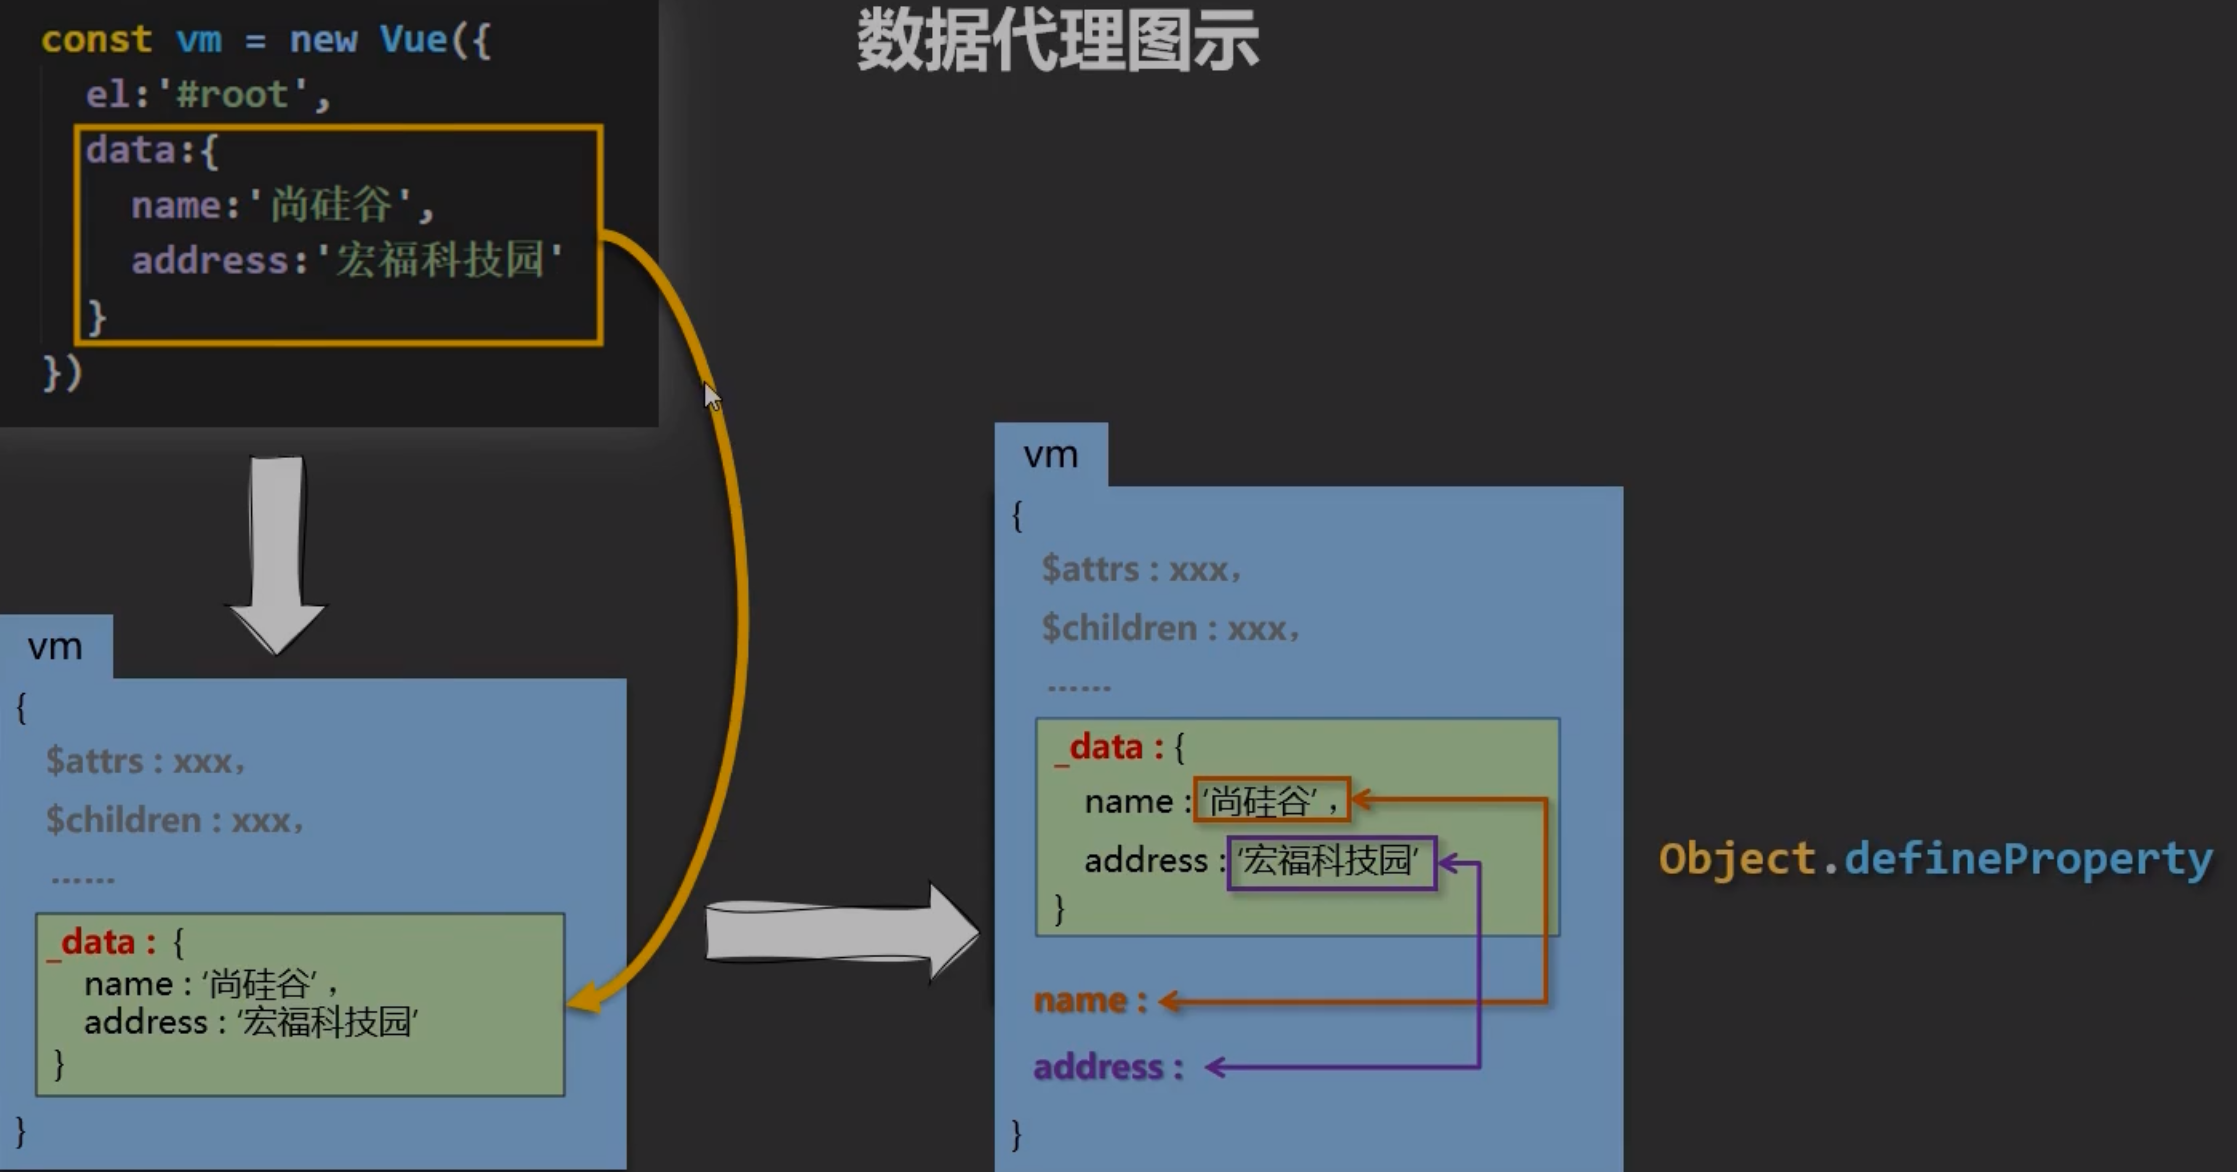 数据代理图示
const vm = new Vue({
el:'#root',
data:{
name:'尚硅谷',
address:'宏福科技园'
}
})
vm
{
$attrs : xxx，
$children : xxx，
......
_data : {
name : ‘尚硅谷’，
address : ‘宏福科技园’
}
}
vm
{
$attrs : xxx，
$children : xxx，
......
_data : {
name : ‘尚硅谷’，
address : ‘宏福科技园’
}
name :
address :
}
Object.defineProperty